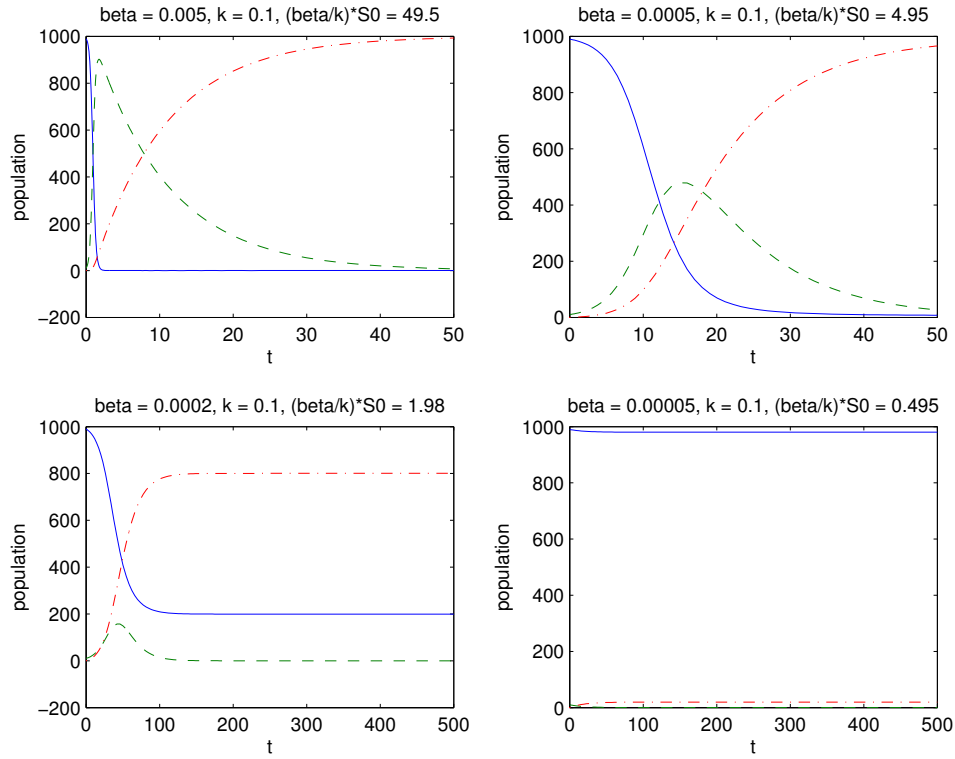 beta = 0.005, k = 0.1, (beta/k)*S0 = 49.5
1000
800
600
400
200
0
−200
population
0 10 20 30 40 50
t
beta = 0.0005, k = 0.1, (beta/k)*S0 = 4.95
1000
800
600
400
200
0
population
0 10 20 30 40 50
t
beta = 0.0002, k = 0.1, (beta/k)*S0 = 1.98
1000
800
600
400
200
0
−200
population
0 100 200 300 400 500
t
beta = 0.00005, k = 0.1, (beta/k)*S0 = 0.495
1000
800
600
400
200
0
population
0 100 200 300 400 500
t